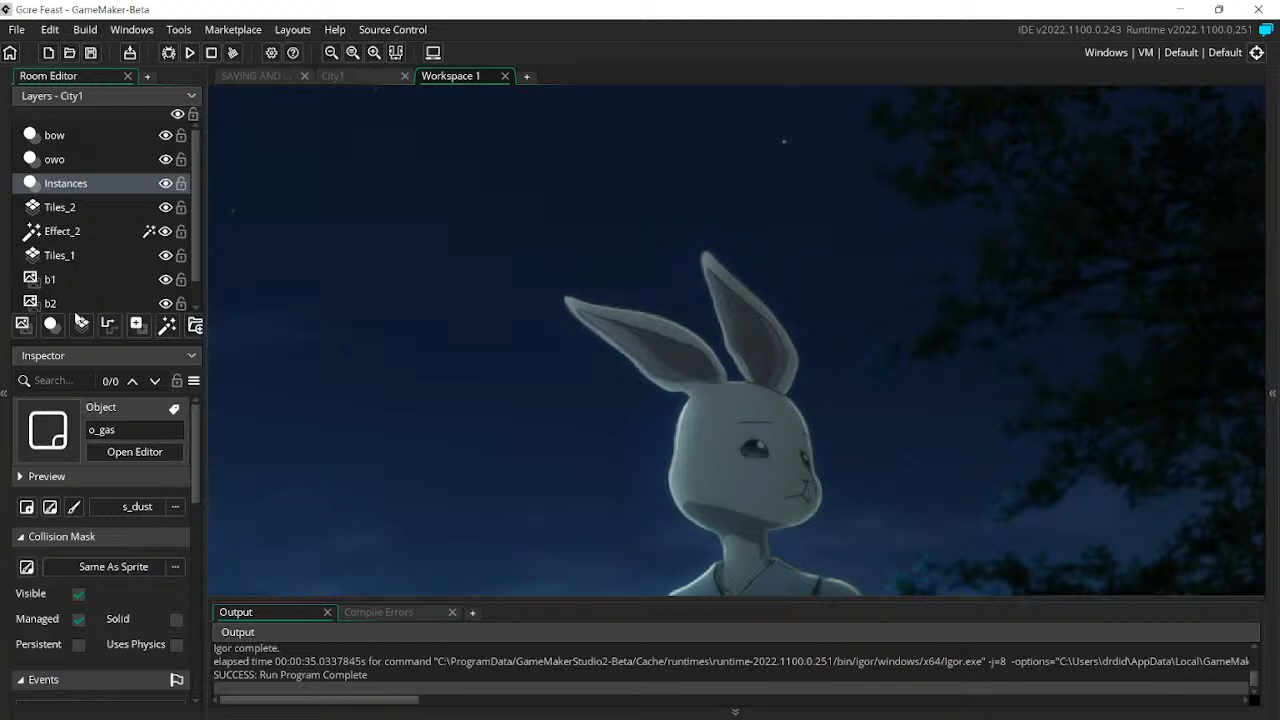 Gore Feast - GameMaker-Beta
File Edit Build Windows Tools Marketplace Layouts Help Source Control
IDE v2022.1100.0.243 Runtime v2022.1100.0.251
Windows | VM | Default | Default
Room Editor
SAVING AND ... City1 Workspace 1
Layers - City1
bow
owo
Instances
Tiles_2
Effect_2
Tiles_1
b1
b2
Inspector
Search... 0/0
Object
o_gas
Open Editor
Preview
s_dust ...
Collision Mask
Same As Sprite ...
Visible
Managed Solid
Persistent Uses Physics
Events
Output Compile Errors
Output
Igor complete.
elapsed time 00:00:35.0337845s for command "C:\ProgramData/GameMakerStudio2-Beta/Cache/runtimes\runtime-2022.1100.0.251/bin/igor/windows/x64/Igor.exe" -j=8 -options="C:\Users\drdid\AppData\Local\GameMak
SUCCESS: Run Program Complete